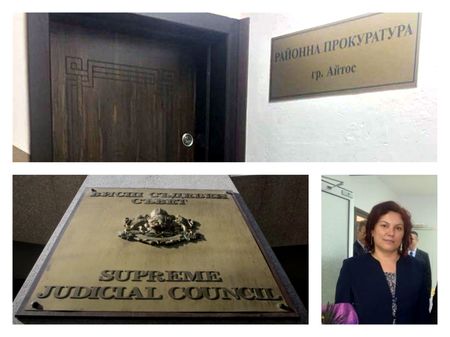 РАЙОННА ПРОКУРАТУРА
гр. Айтос
ВИСШ СЪДЕБЕН
СЪВЕТ
SUPREME
JUDICIAL COUNCIL